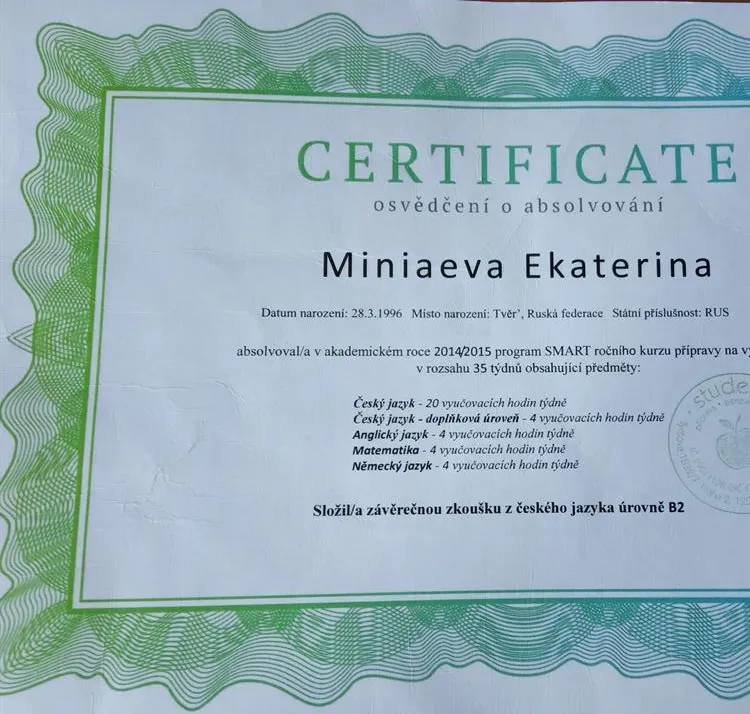 CERTIFICATE
osvědčení o absolvování
Miniaeva Ekaterina
Datum narození: 28.3.1996 Místo narození: Tvěr’, Ruská federace Státní příslušnost: RUS
absolvoval/a v akademickém roce 2014/2015 program SMART ročního kurzu přípravy na
v rozsahu 35 týdnů obsahující předměty:
Český jazyk - 20 vyučovacích hodin týdně
Český jazyk - doplňková úroveň - 4 vyučovacích hodin týdně
Anglický jazyk - 4 vyučovacích hodin týdně
Matematika - 4 vyučovacích hodin týdně
Německý jazyk - 4 vyučovacích hodin týdně
Složil/a závěrečnou zkoušku z českého jazyka úrovně B2